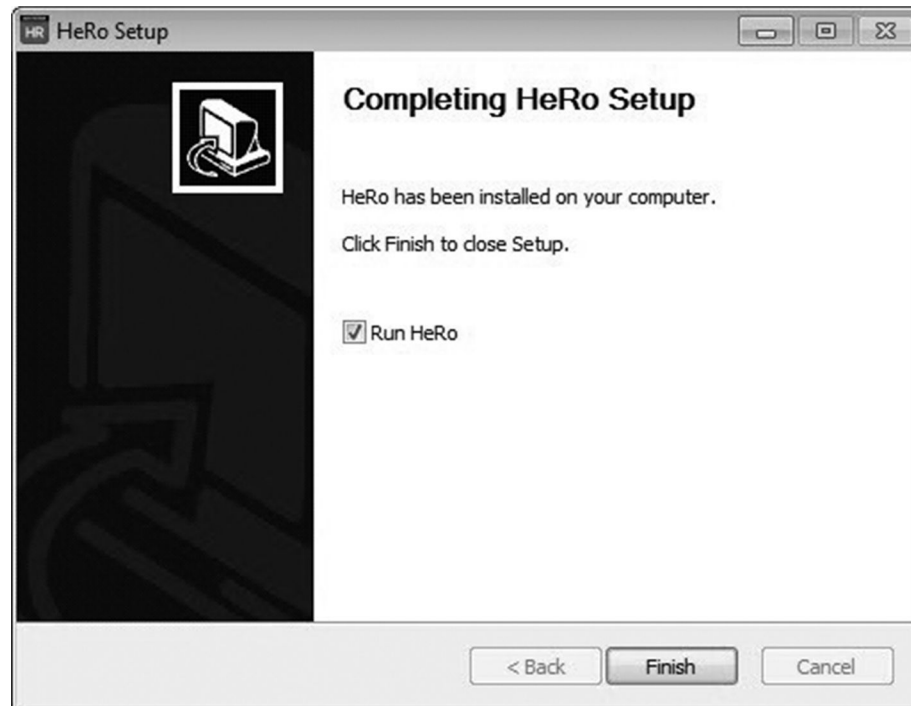 HR HeRo Setup
Completing HeRo Setup
HeRo has been installed on your computer.
Click Finish to close Setup.
Run HeRo
< Back Finish Cancel